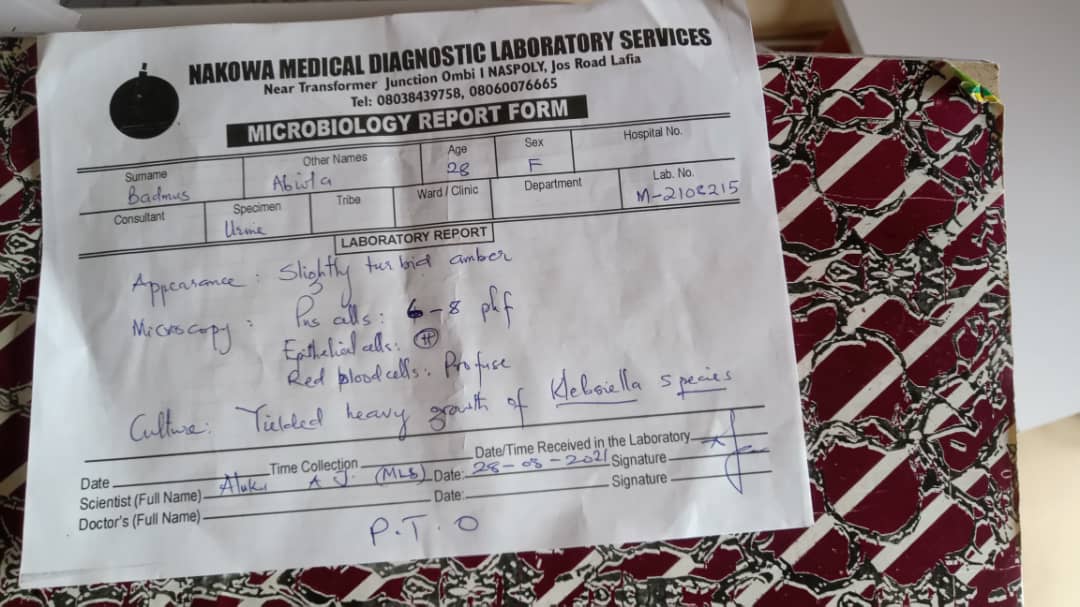 NAKOWA MEDICAL DIAGNOSTIC LABORATORY SERVICES
Near Transformer Junction Ombi I NASPOLY, Jos Road Lafia
Tel: 08038439758, 08060076665
MICROBIOLOGY REPORT FORM
Surname Other Names Age Sex Hospital No.
Badmus Abiola 28 F
Consultant Specimen Tribe Ward / Clinic Department Lab. No.
Urine M-2108215
LABORATORY REPORT
Appearance : Slightly turbid amber
Microscopy : Pus cells : 6-8 phf
Epithelial cells : ++
Red blood cells : Profuse
Culture : Yielded heavy growth of Klebsiella species
Date Time Collection Date/Time Received in the Laboratory
Scientist (Full Name) Aluku A J. (MLS) Date: 28-08-2021 Signature
Doctor's (Full Name) Date: Signature
P.T.O